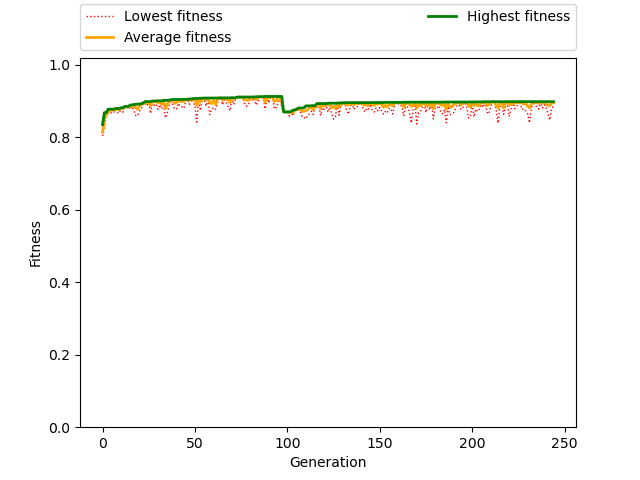 Lowest fitness
Average fitness
Highest fitness
1.0
0.8
0.6
0.4
0.2
0.0
Fitness
0 50 100 150 200 250
Generation